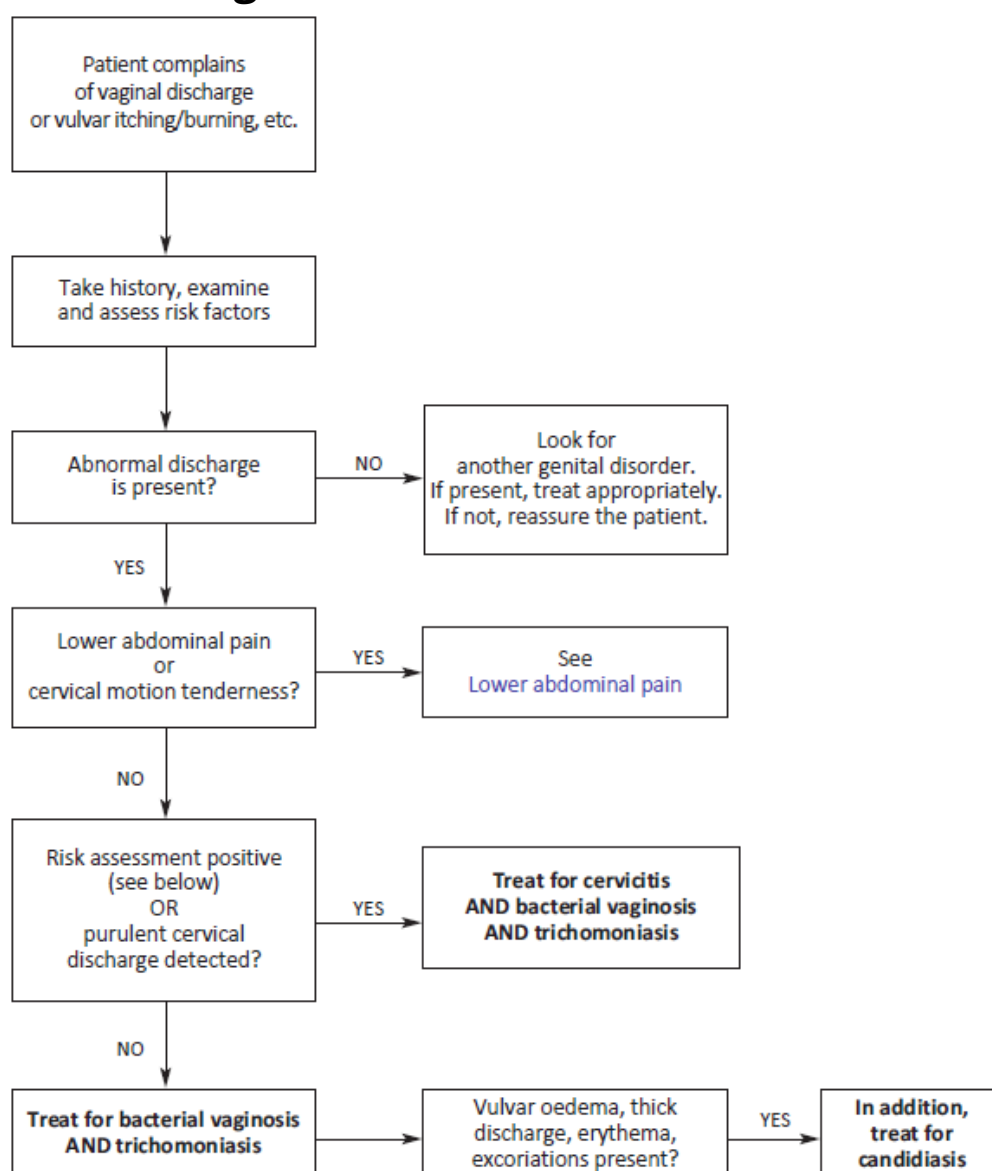 Patient complains
of vaginal discharge
or vulvar itching/burning, etc.
Take history, examine
and assess risk factors
Abnormal discharge
is present?
NO
Look for
another genital disorder.
If present, treat appropriately.
If not, reassure the patient.
YES
Lower abdominal pain
or
cervical motion tenderness?
YES
See
Lower abdominal pain
NO
Risk assessment positive
(see below)
OR
purulent cervical
discharge detected?
YES
Treat for cervicitis
AND bacterial vaginosis
AND trichomoniasis
NO
Treat for bacterial vaginosis
AND trichomoniasis
Vulvar oedema, thick
discharge, erythema,
excoriations present?
YES
In addition,
treat for
candidiasis